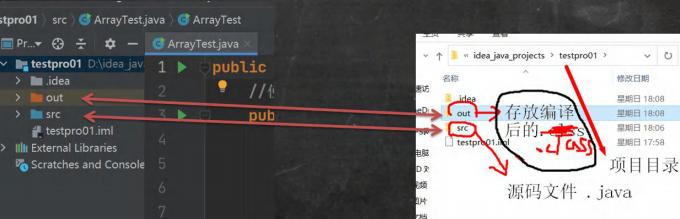 stpro01 〉 src 〉 ArrayTest.java 〉 ArrayTest
Pr...
ArrayTest.java ×
testpro01 D:\idea_jav
.idea
out
src
testpro01.iml
External Libraries
Scratches and Console
1 public
2
3 pub
4
5
6
7
« idea_java_projects › testpro01 ›
名称 修改日期
.idea 星期日 18:08
out 星期日 18:08
src 星期日 18:06
testpro01.iml 星期日 17:58
存放编译
后的
.class
项目目录
源码文件 . java